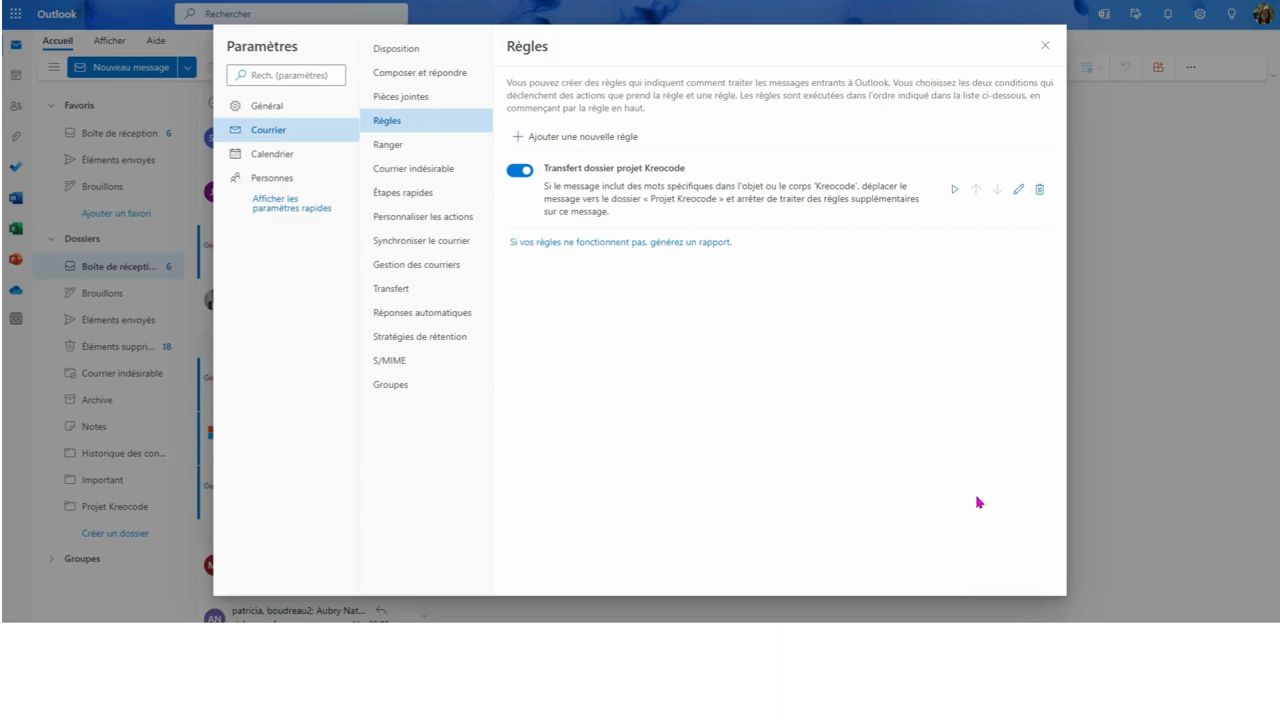 Outlook
Rechercher
Accueil
Afficher
Aide
Nouveau message
Favoris
Boîte de réception 6
Éléments envoyés
Brouillons
Ajouter un favori
Dossiers
Boîte de récepti... 6
Brouillons
Éléments envoyés
Éléments suppri... 18
Courrier indésirable
Archive
Notes
Historique des con...
Important
Projet Kreocode
Créer un dossier
Groupes
patricia, boudreau2; Aubry Nat...
AN
Paramètres
Rech. (paramètres)
Général
Courrier
Calendrier
Personnes
Afficher les
paramètres rapides
Disposition
Composer et répondre
Pièces jointes
Règles
Ranger
Courrier indésirable
Étapes rapides
Personnaliser les actions
Synchroniser le courrier
Gestion des courriers
Transfert
Réponses automatiques
Stratégies de rétention
S/MIME
Groupes
Règles
Vous pouvez créer des règles qui indiquent comment traiter les messages entrants à Outlook. Vous choisissez les deux conditions qui
déclenchent des actions que prend la règle et une règle. Les règles sont exécutées dans l'ordre indiqué dans la liste ci-dessous, en
commençant par la règle en haut.
Ajouter une nouvelle règle
Transfert dossier projet Kreocode
Si le message inclut des mots spécifiques dans l'objet ou le corps 'Kreocode', déplacer le
message vers le dossier « Projet Kreocode » et arrêter de traiter des règles supplémentaires
sur ce message.
Si vos règles ne fonctionnent pas, générez un rapport.